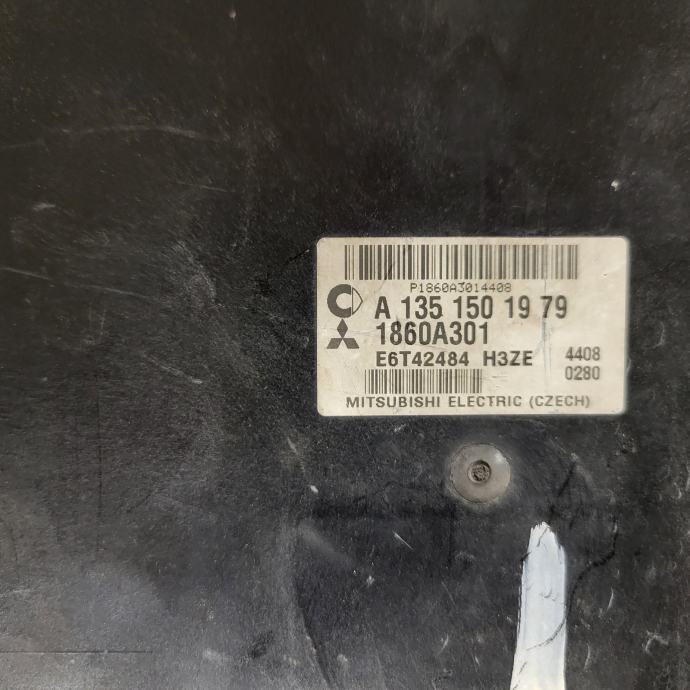 P1860A3014408
A 135 150 19 79
1860A301
E6T42484 H3ZE 4408
0280
MITSUBISHI ELECTRIC (CZECH)